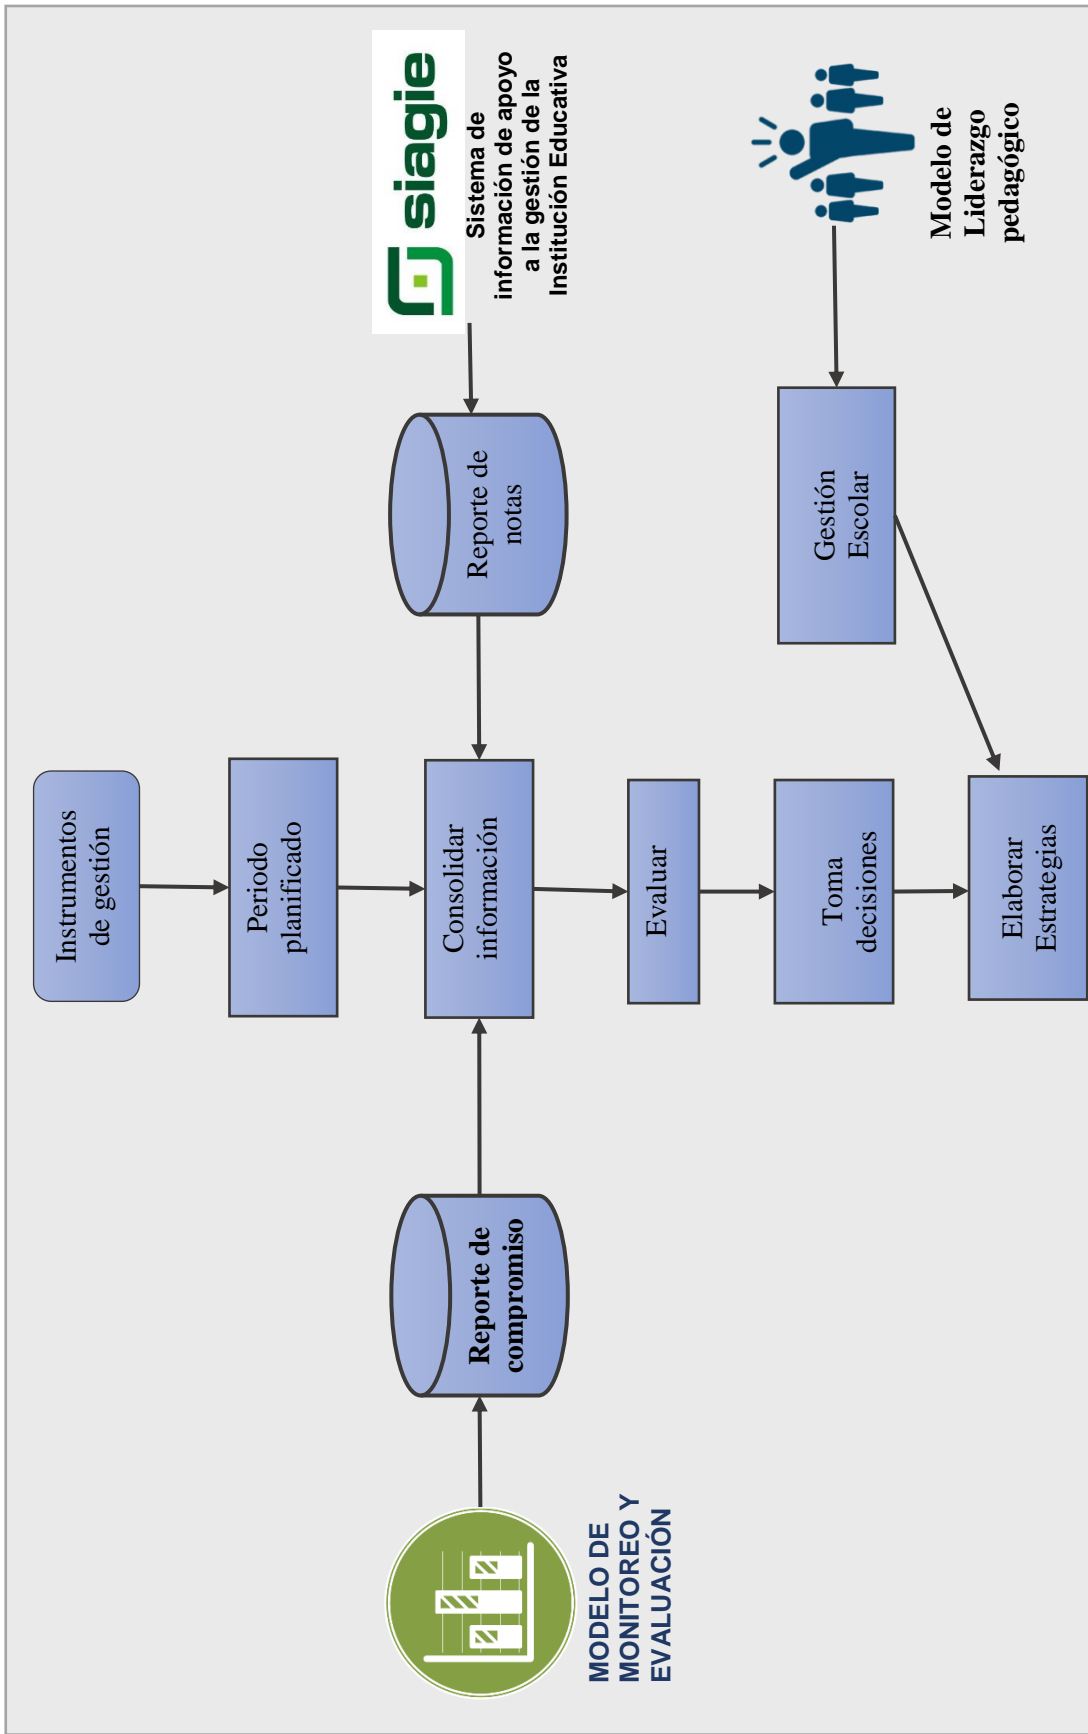 Instrumentos
de gestión
Periodo
planificado
Reporte de
compromiso
Consolidar
información
Reporte de
notas
siagie
Sistema de
información de apoyo
a la gestión de la
Institución Educativa
MODELO DE
MONITOREO Y
EVALUACIÓN
Evaluar
Toma
decisiones
Gestión
Escolar
Modelo de
Liderazgo
pedagógico
Elaborar
Estrategias